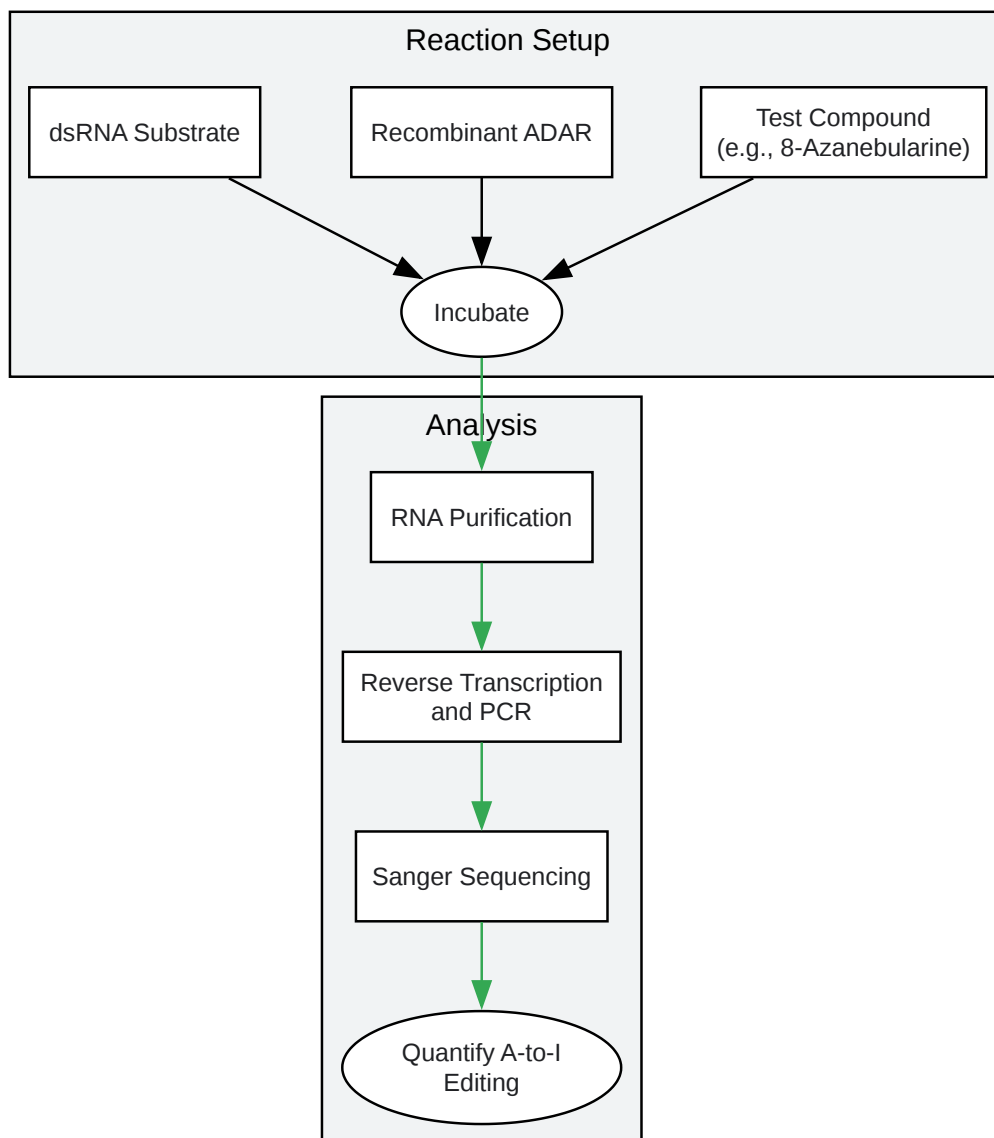 Reaction Setup
dsRNA Substrate
Recombinant ADAR
Test Compound
(e.g., 8-Azanebularine)
Incubate
Analysis
RNA Purification
Reverse Transcription
and PCR
Sanger Sequencing
Quantify A-to-I
Editing